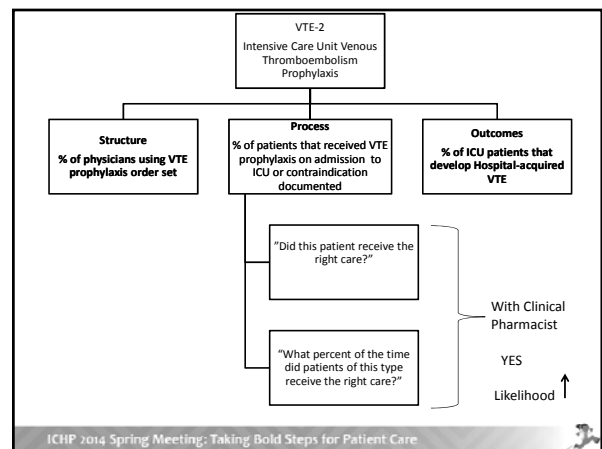 VTE-2
Intensive Care Unit Venous
Thromboembolism
Prophylaxis
Structure
% of physicians using VTE
prophylaxis order set
Process
% of patients that received VTE
prophylaxis on admission to
ICU or contraindication
documented
Outcomes
% of ICU patients that
develop Hospital-acquired
VTE
"Did this patient receive the
right care?"
"What percent of the time
did patients of this type
receive the right care?"
With Clinical
Pharmacist
YES
Likelihood
ICHP 2014 Spring Meeting: Taking Bold Steps for Patient Care